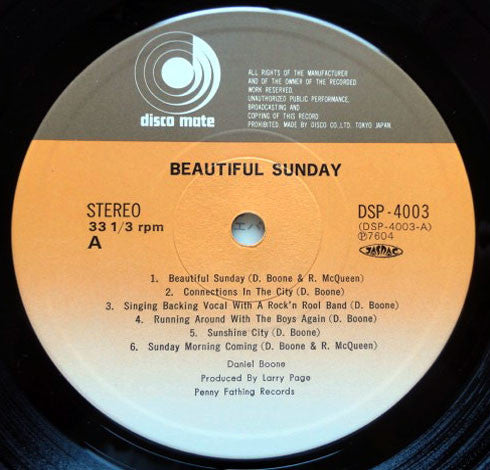 disco mate
ALL RIGHTS OF THE MANUFACTURER
AND OF THE OWNER OF THE RECORDED
WORK RESERVED.
UNAUTHORIZED PUBLIC PERFORMANCE,
BROADCASTING AND
COPYING OF THIS RECORD
PROHIBITED. MADE BY DISCO CO., LTD. TOKYO JAPAN.
BEAUTIFUL SUNDAY
STEREO
33 1/3 rpm
A
DSP-4003
(DSP-4003-A)
Ⓟ7604
JASRAC
1. Beautiful Sunday (D. Boone & R. McQueen)
2. Connections In The City (D. Boone)
3. Singing Backing Vocal With A Rock'n Rool Band (D. Boone)
4. Running Around With The Boys Again (D. Boone)
5. Sunshine City (D. Boone)
6. Sunday Morning Coming (D. Boone & R. McQueen)
Daniel Boone
Produced By Larry Page
Penny Fathing Records